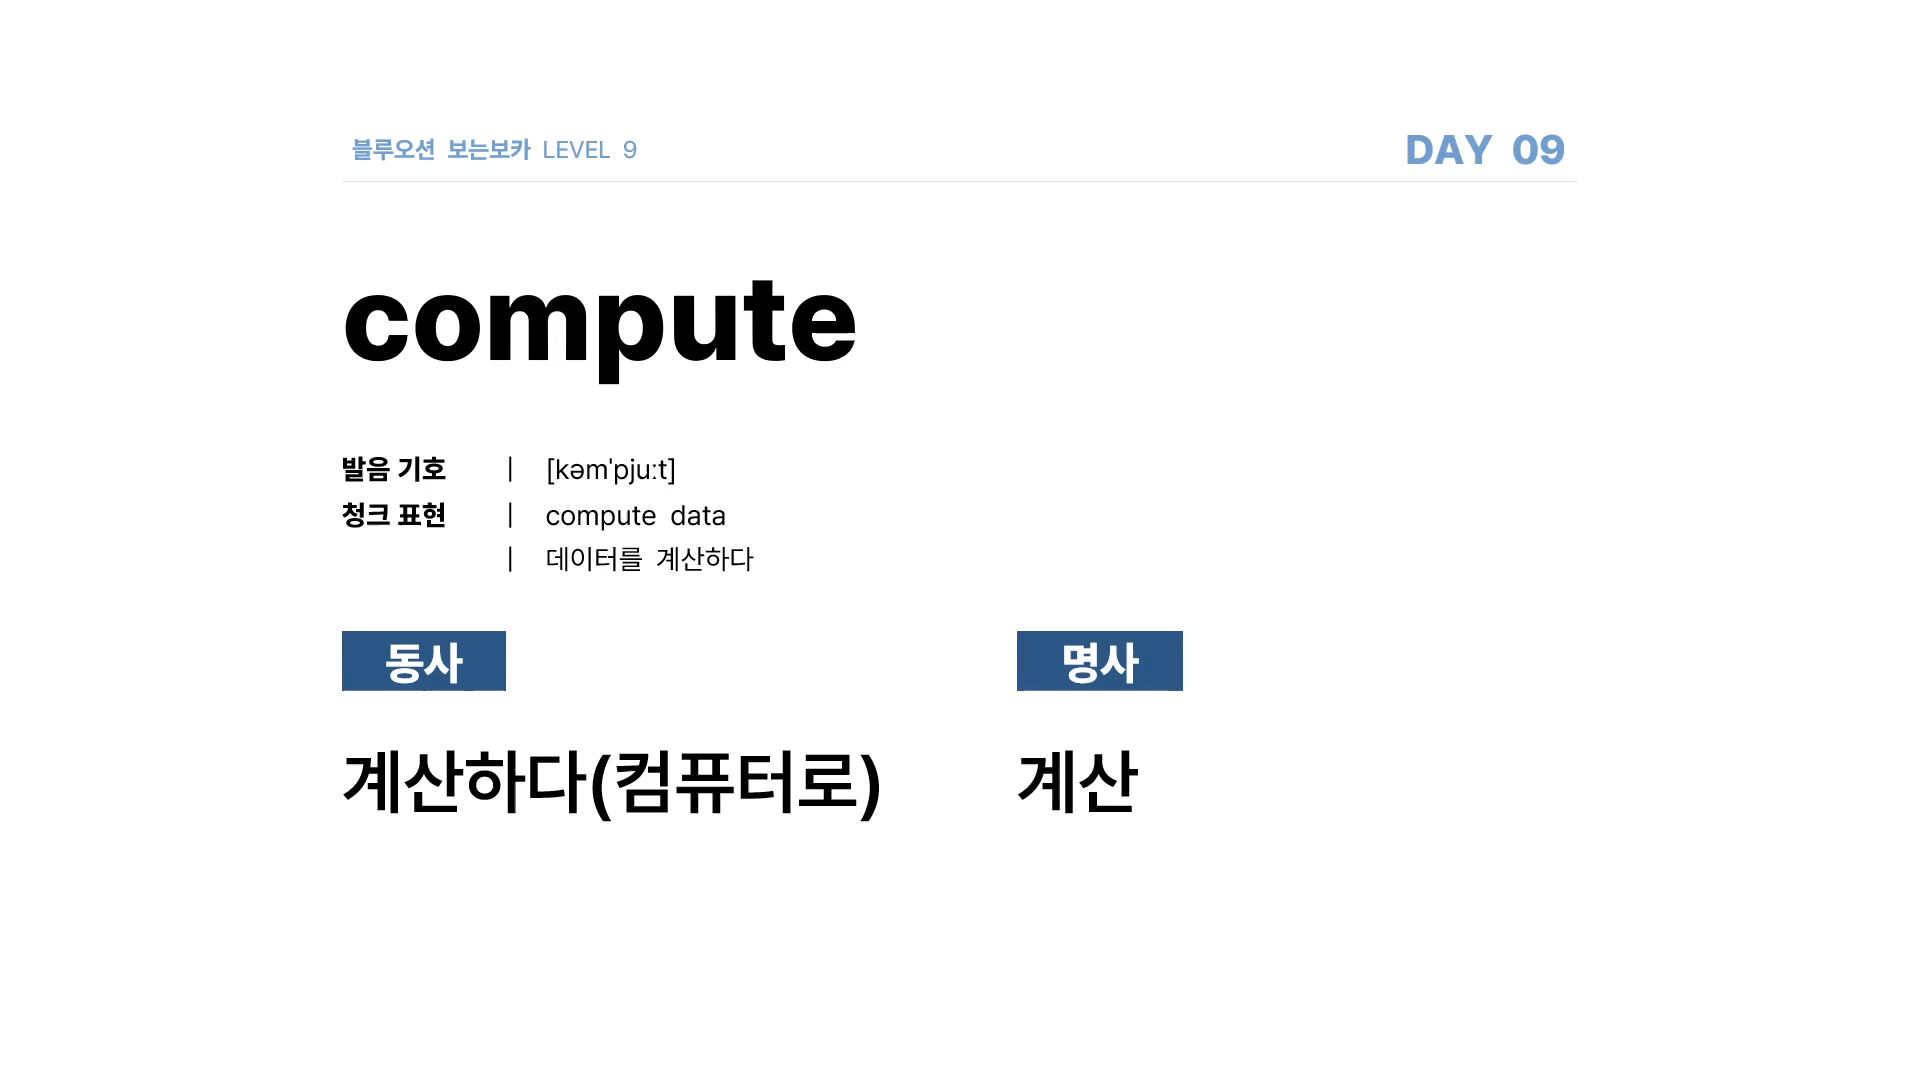 블루오션 보는보카 LEVEL 9
DAY 09
compute
발음 기호 | [kəm'pjuːt]
청크 표현 | compute data
| 데이터를 계산하다
동사 명사
계산하다(컴퓨터로) 계산